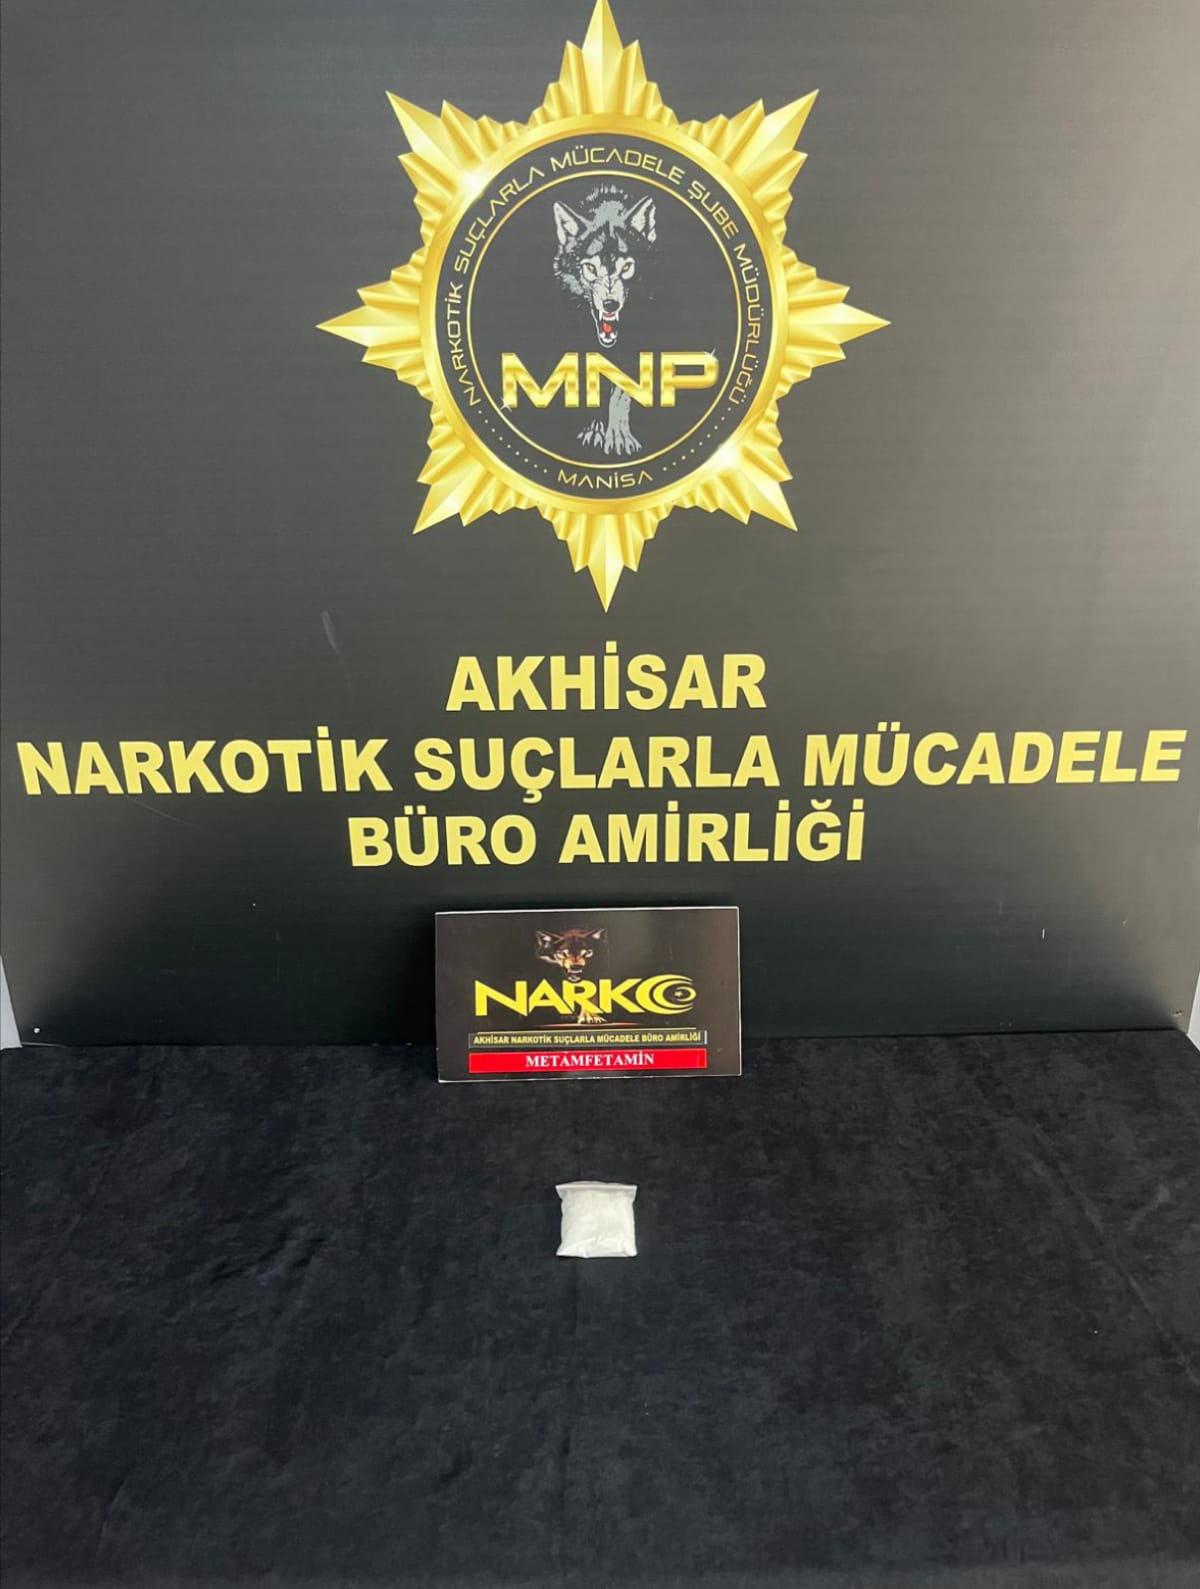 NARKOTİK SUÇLARLA MÜCADELE ŞUBE MÜDÜRLÜĞÜ
MNP
MANİSA
AKHİSAR
NARKOTİK SUÇLARLA MÜCADELE
BÜRO AMİRLİĞİ
NARKO
AKHİSAR NARKOTİK SUÇLARLA MÜCADELE BÜRO AMİRLİĞİ
METAMFETAMİN